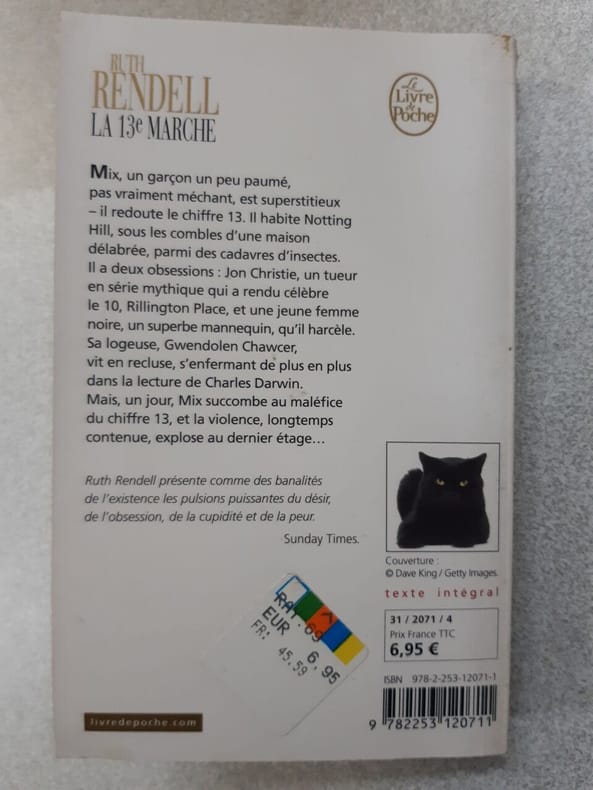 RUTH
RENDELL
LA 13e MARCHE
Le
Livre
de
Poche
Mix, un garçon un peu paumé,
pas vraiment méchant, est superstitieux
– il redoute le chiffre 13. Il habite Notting
Hill, sous les combles d'une maison
délabrée, parmi des cadavres d'insectes.
Il a deux obsessions : Jon Christie, un tueur
en série mythique qui a rendu célèbre
le 10, Rillington Place, et une jeune femme
noire, un superbe mannequin, qu'il harcèle.
Sa logeuse, Gwendolen Chawcer,
vit en recluse, s'enfermant de plus en plus
dans la lecture de Charles Darwin.
Mais, un jour, Mix succombe au maléfice
du chiffre 13, et la violence, longtemps
contenue, explose au dernier étage…
Ruth Rendell présente comme des banalités
de l'existence les pulsions puissantes du désir,
de l'obsession, de la cupidité et de la peur.
Sunday Times.
Couverture :
© Dave King / Getty Images.
texte intégral
31 / 2071 / 4
Prix France TTC
6,95 €
RAY. 69
EUR 6,95
FR: 45.59
ISBN 978-2-253-12071-1
9 782253 120711
livredepoche.com